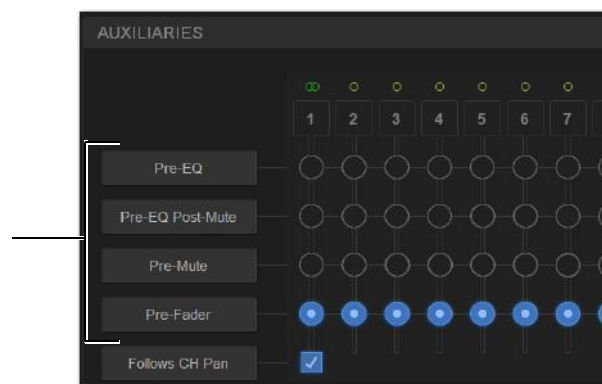 AUXILIARIES
1 2 3 4 5 6 7
Pre-EQ
Pre-EQ Post-Mute
Pre-Mute
Pre-Fader
Follows CH Pan